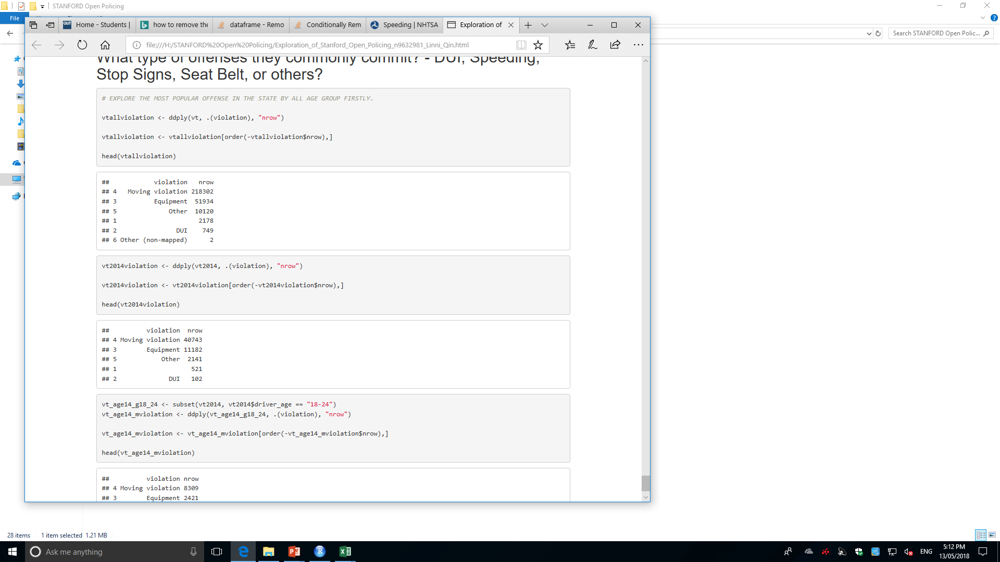 STANFORD Open Policing
File
Home - Students |
how to remove the
dataframe - Remo
Conditionally Rem
Speeding | NHTSA
Exploration of
file:///H:/STANFORD%20Open%20Policing/Exploration_of_Stanford_Open_Policing_n9632981_Linni_Qin.html
Search STANFORD Open Polic...
What type of offenses they commonly commit? - DUI, Speeding,
Stop Signs, Seat Belt, or others?
# EXPLORE THE MOST POPULAR OFFENSE IN THE STATE BY ALL AGE GROUP FIRSTLY.
vtallviolation <- ddply(vt, .(violation), "nrow")
vtallviolation <- vtallviolation[order(-vtallviolation$nrow),]
head(vtallviolation)
## violation nrow
## 4 Moving violation 218302
## 3 Equipment 51934
## 5 Other 10120
## 1 2178
## 2 DUI 749
## 6 Other (non-mapped) 2
vt2014violation <- ddply(vt2014, .(violation), "nrow")
vt2014violation <- vt2014violation[order(-vt2014violation$nrow),]
head(vt2014violation)
## violation nrow
## 4 Moving violation 40743
## 3 Equipment 11182
## 5 Other 2141
## 1 521
## 2 DUI 102
vt_age14_g18_24 <- subset(vt2014, vt2014$driver_age == "18-24")
vt_age14_mviolation <- ddply(vt_age14_g18_24, .(violation), "nrow")
vt_age14_mviolation <- vt_age14_mviolation[order(-vt_age14_mviolation$nrow),]
head(vt_age14_mviolation)
## violation nrow
## 4 Moving violation 8309
## 3 Equipment 2421
28 items 1 item selected 1.21 MB
Ask me anything
ENG
5:12 PM
13/05/2018